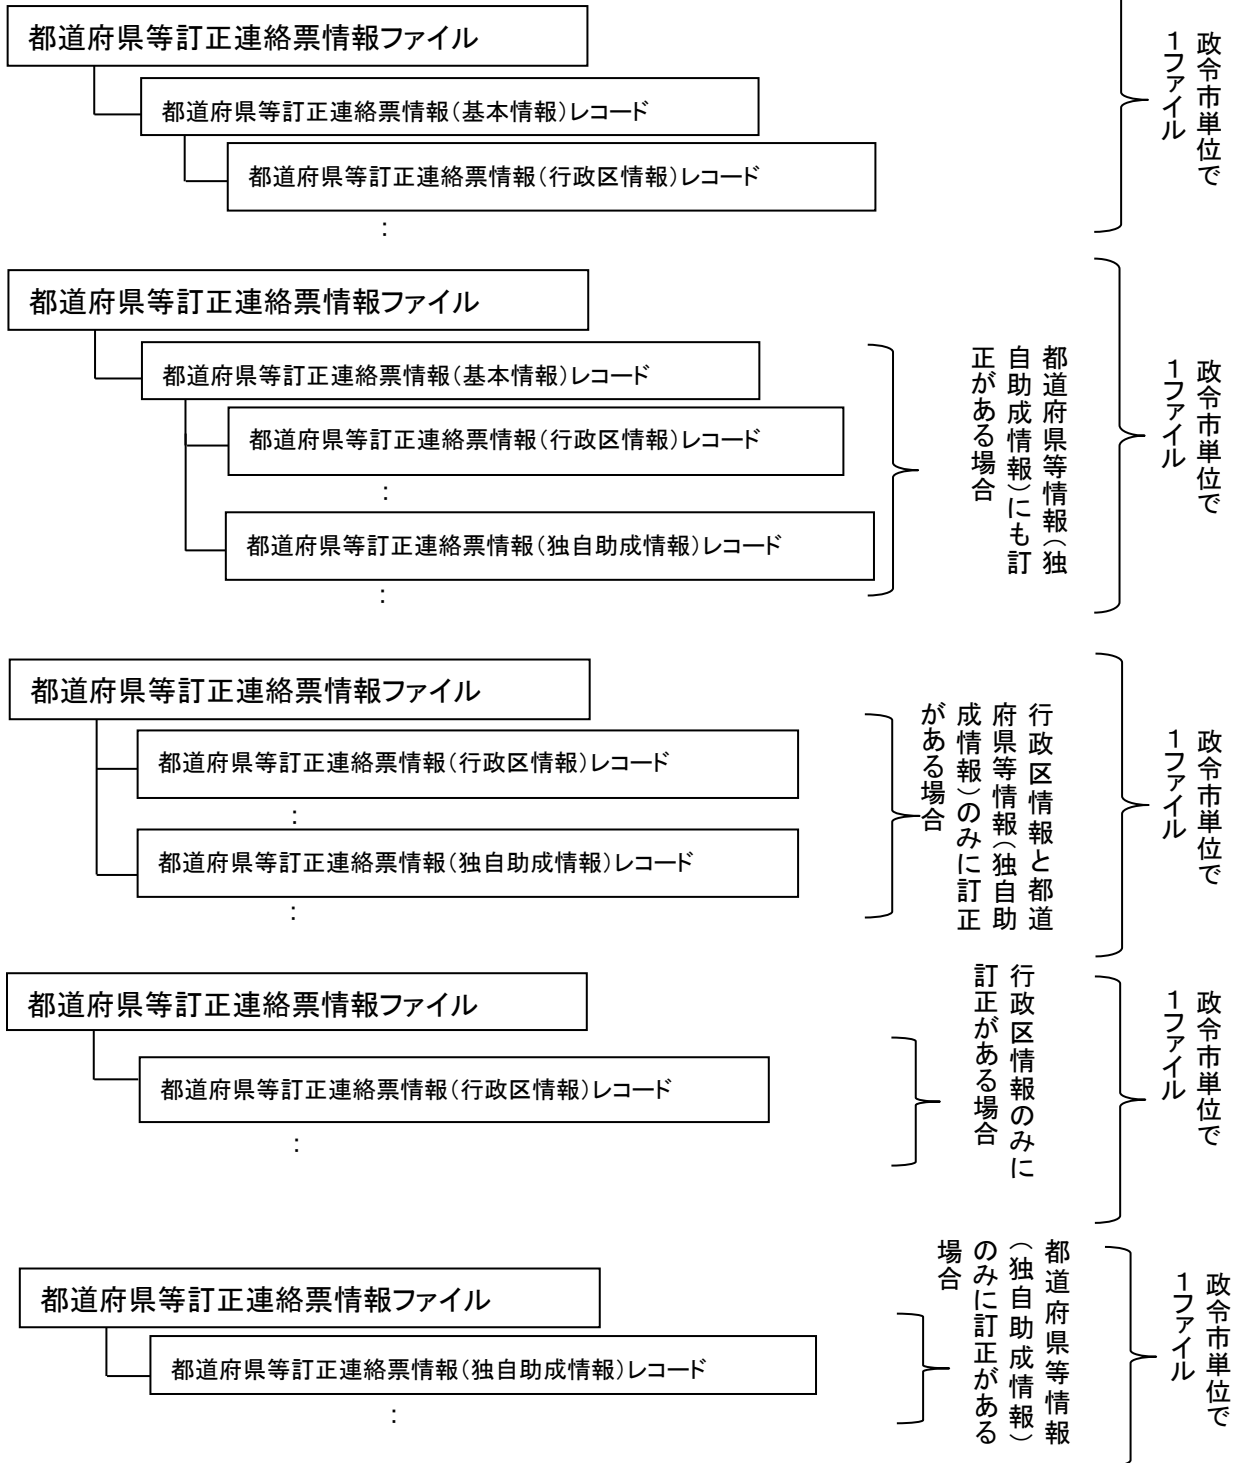 都道府県等訂正連絡票情報ファイル
都道府県等訂正連絡票情報（基本情報）レコード
都道府県等訂正連絡票情報（行政区情報）レコード
：
政令市単位で
１ファイル
都道府県等訂正連絡票情報ファイル
都道府県等訂正連絡票情報（基本情報）レコード
都道府県等訂正連絡票情報（行政区情報）レコード
：
都道府県等訂正連絡票情報（独自助成情報）レコード
：
都道府県等情報（独
自助成情報）にも訂
正がある場合
政令市単位で
１ファイル
都道府県等訂正連絡票情報ファイル
都道府県等訂正連絡票情報（行政区情報）レコード
：
都道府県等訂正連絡票情報（独自助成情報）レコード
：
行政区情報と都道
府県等情報（独自助
成情報）のみに訂正
がある場合
政令市単位で
１ファイル
都道府県等訂正連絡票情報ファイル
都道府県等訂正連絡票情報（行政区情報）レコード
：
行政区情報のみに
訂正がある場合
政令市単位で
１ファイル
都道府県等訂正連絡票情報ファイル
都道府県等訂正連絡票情報（独自助成情報）レコード
：
都道府県等情報
（独自助成情報）
のみに訂正がある
場合
政令市単位で
１ファイル